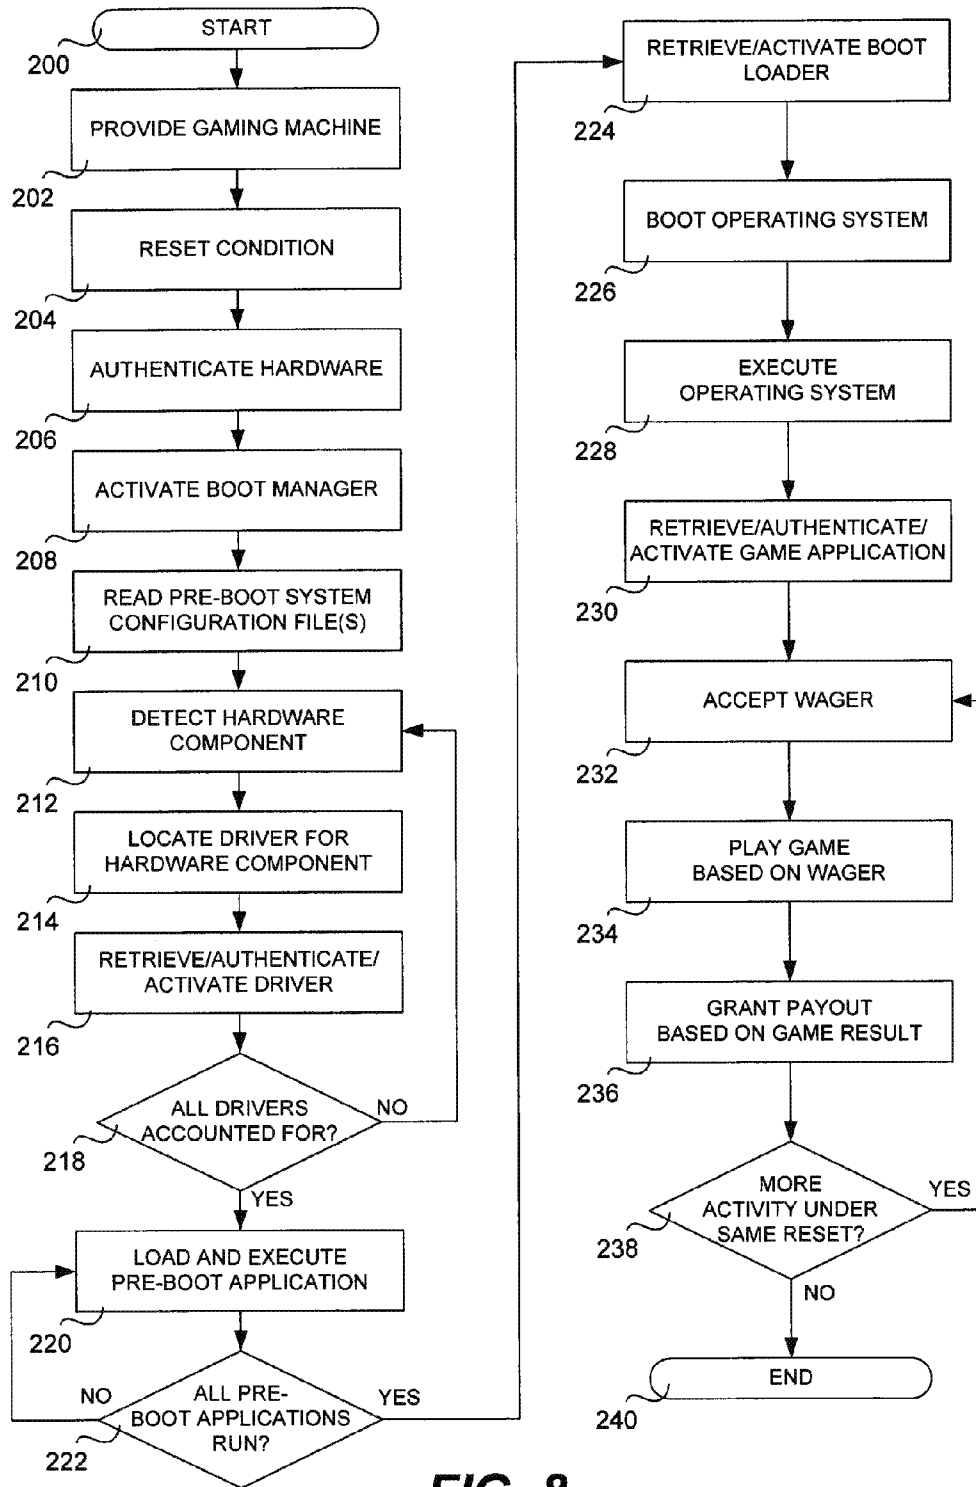 START
200
PROVIDE GAMING MACHINE
202
RESET CONDITION
204
AUTHENTICATE HARDWARE
206
ACTIVATE BOOT MANAGER
208
READ PRE-BOOT SYSTEM
CONFIGURATION FILE(S)
210
DETECT HARDWARE
COMPONENT
212
LOCATE DRIVER FOR
HARDWARE COMPONENT
214
RETRIEVE/AUTHENTICATE/
ACTIVATE DRIVER
216
ALL DRIVERS
ACCOUNTED FOR?
NO
218
YES
LOAD AND EXECUTE
PRE-BOOT APPLICATION
220
ALL PRE-
BOOT APPLICATIONS
RUN?
NO
YES
222
RETRIEVE/ACTIVATE BOOT
LOADER
224
BOOT OPERATING SYSTEM
226
EXECUTE
OPERATING SYSTEM
228
RETRIEVE/AUTHENTICATE/
ACTIVATE GAME APPLICATION
230
ACCEPT WAGER
232
PLAY GAME
BASED ON WAGER
234
GRANT PAYOUT
BASED ON GAME RESULT
236
MORE
ACTIVITY UNDER
SAME RESET?
YES
238
NO
END
240
FIG. 8